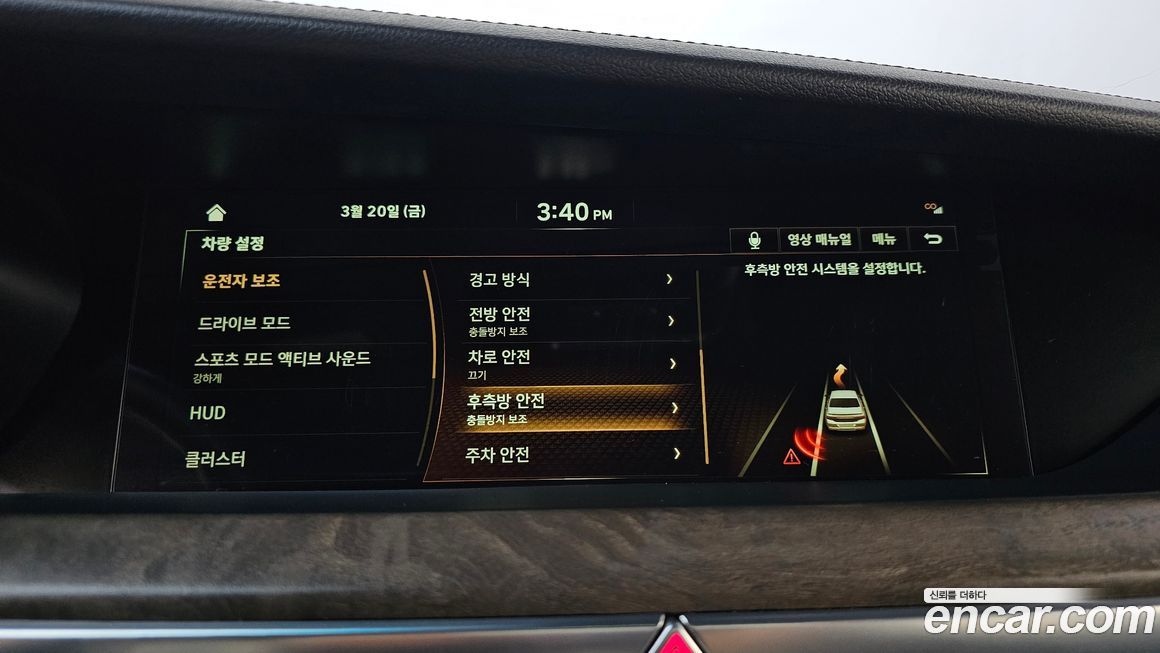 3월 20일 (금)
3:40 PM
차량 설정
영상 매뉴얼
메뉴
운전자 보조
드라이브 모드
스포츠 모드 액티브 사운드
강하게
HUD
클러스터
경고 방식
전방 안전
충돌방지 보조
차로 안전
끄기
후측방 안전
충돌방지 보조
주차 안전
후측방 안전 시스템을 설정합니다.
신뢰를 더하다
encar.com